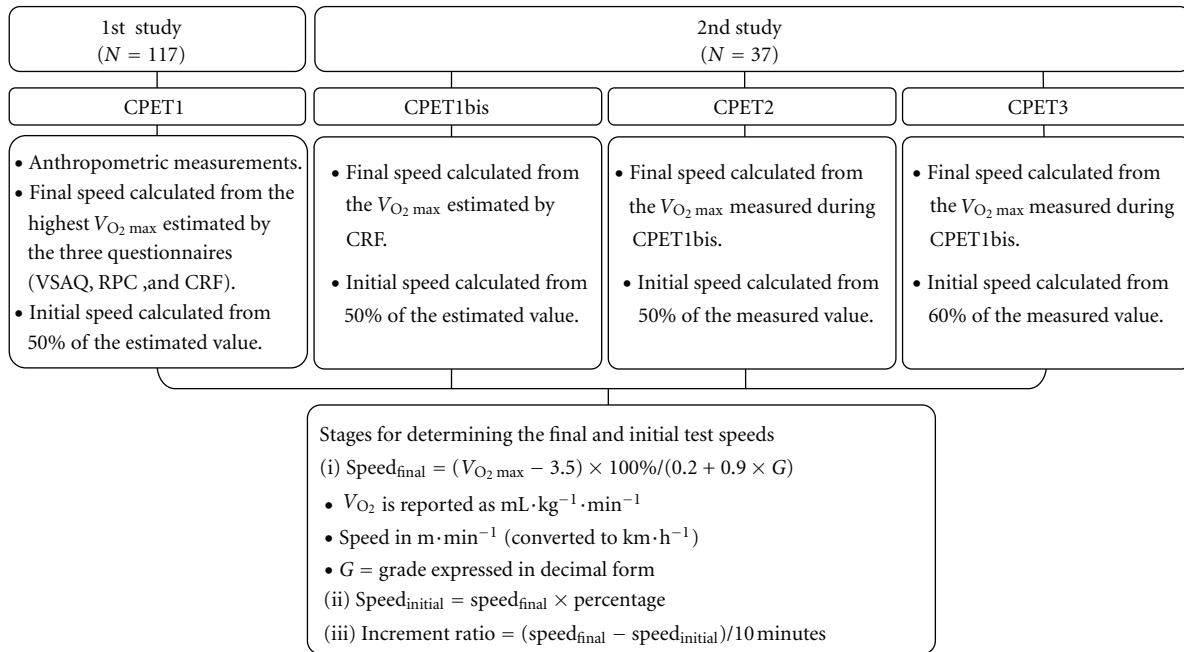 1st study
(N = 117)
2nd study
(N = 37)
CPET1
CPET1bis
CPET2
CPET3
• Anthropometric measurements.
• Final speed calculated from the
highest VO2 max estimated by
the three questionnaires
(VSAQ, RPC ,and CRF).
• Initial speed calculated from
50% of the estimated value.
• Final speed calculated from
the VO2 max estimated by
CRF.
• Initial speed calculated from
50% of the estimated value.
• Final speed calculated from
the VO2 max measured during
CPET1bis.
• Initial speed calculated from
50% of the measured value.
• Final speed calculated from
the VO2 max measured during
CPET1bis.
• Initial speed calculated from
60% of the measured value.
Stages for determining the final and initial test speeds
(i) Speedfinal = (VO2 max − 3.5) × 100%/(0.2 + 0.9 × G)
• VO2 is reported as mL·kg⁻¹·min⁻¹
• Speed in m·min⁻¹ (converted to km·h⁻¹)
• G = grade expressed in decimal form
(ii) Speedinitial = speedfinal × percentage
(iii) Increment ratio = (speedfinal − speedinitial)/10 minutes